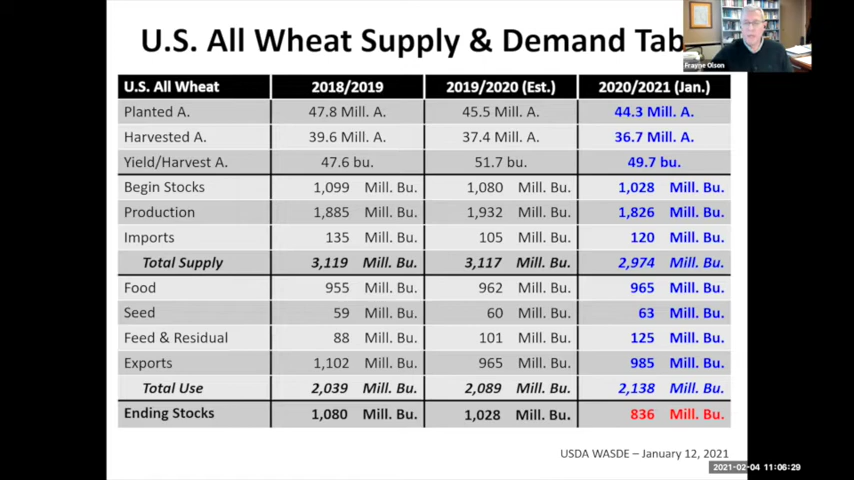 U.S. All Wheat Supply & Demand Tab
Frayne Olson
U.S. All Wheat 2018/2019 2019/2020 (Est.) 2020/2021 (Jan.)
Planted A. 47.8 Mill. A. 45.5 Mill. A. 44.3 Mill. A.
Harvested A. 39.6 Mill. A. 37.4 Mill. A. 36.7 Mill. A.
Yield/Harvest A. 47.6 bu. 51.7 bu. 49.7 bu.
Begin Stocks 1,099 Mill. Bu. 1,080 Mill. Bu. 1,028 Mill. Bu.
Production 1,885 Mill. Bu. 1,932 Mill. Bu. 1,826 Mill. Bu.
Imports 135 Mill. Bu. 105 Mill. Bu. 120 Mill. Bu.
Total Supply 3,119 Mill. Bu. 3,117 Mill. Bu. 2,974 Mill. Bu.
Food 955 Mill. Bu. 962 Mill. Bu. 965 Mill. Bu.
Seed 59 Mill. Bu. 60 Mill. Bu. 63 Mill. Bu.
Feed & Residual 88 Mill. Bu. 101 Mill. Bu. 125 Mill. Bu.
Exports 1,102 Mill. Bu. 965 Mill. Bu. 985 Mill. Bu.
Total Use 2,039 Mill. Bu. 2,089 Mill. Bu. 2,138 Mill. Bu.
Ending Stocks 1,080 Mill. Bu. 1,028 Mill. Bu. 836 Mill. Bu.
USDA WASDE – January 12, 2021
2021-02-04 11:06:29